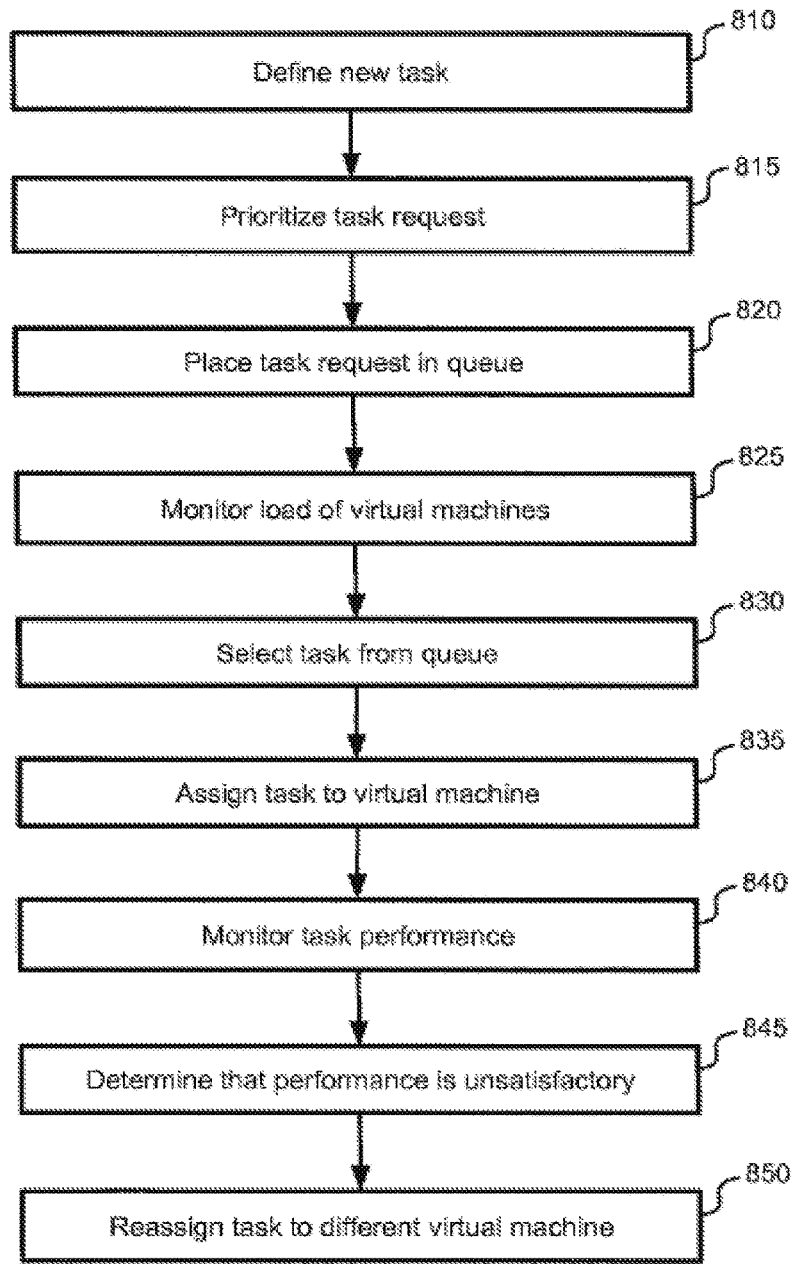 810
Define new task
815
Prioritize task request
820
Place task request in queue
825
Monitor load of virtual machines
830
Select task from queue
835
Assign task to virtual machine
840
Monitor task performance
845
Determine that performance is unsatisfactory
850
Reassign task to different virtual machine